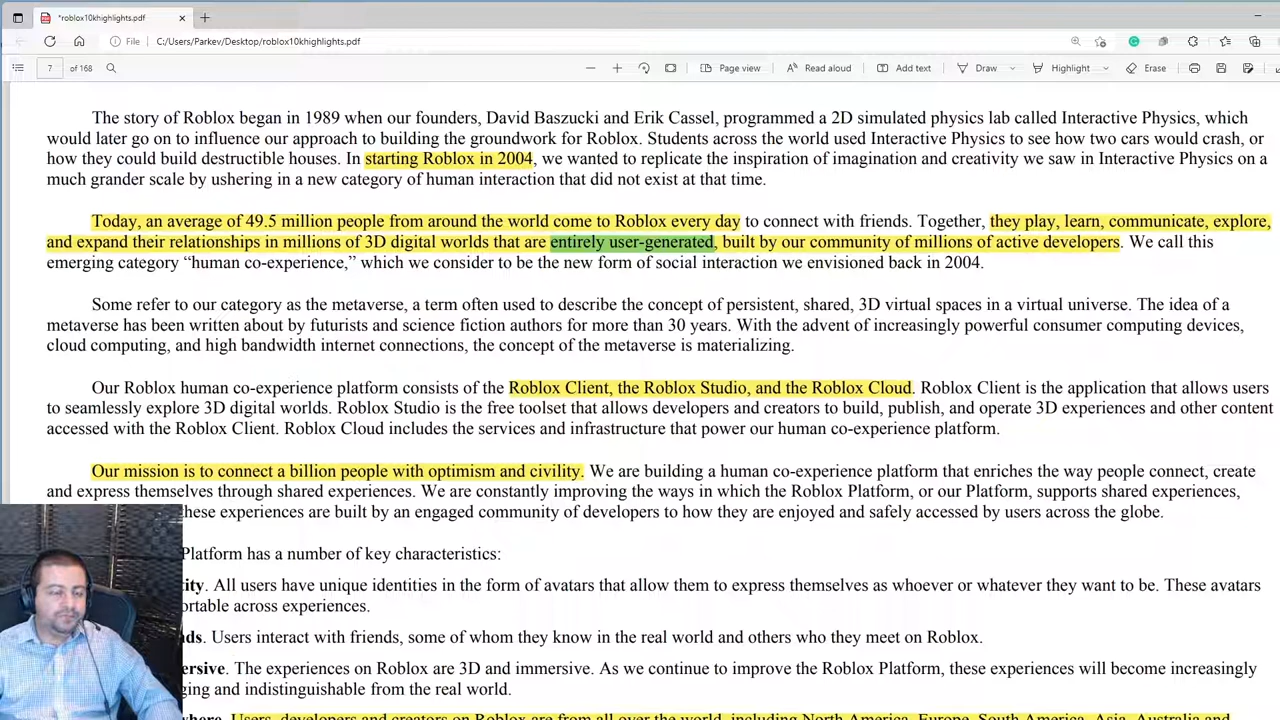 *roblox10khighlights.pdf
File C:/Users/Parkev/Desktop/roblox10khighlights.pdf
7 of 168 Page view Read aloud Add text Draw Highlight Erase
The story of Roblox began in 1989 when our founders, David Baszucki and Erik Cassel, programmed a 2D simulated physics lab called Interactive Physics, which
would later go on to influence our approach to building the groundwork for Roblox. Students across the world used Interactive Physics to see how two cars would crash, or
how they could build destructible houses. In starting Roblox in 2004, we wanted to replicate the inspiration of imagination and creativity we saw in Interactive Physics on a
much grander scale by ushering in a new category of human interaction that did not exist at that time.
Today, an average of 49.5 million people from around the world come to Roblox every day to connect with friends. Together, they play, learn, communicate, explore,
and expand their relationships in millions of 3D digital worlds that are entirely user-generated, built by our community of millions of active developers. We call this
emerging category “human co-experience,” which we consider to be the new form of social interaction we envisioned back in 2004.
Some refer to our category as the metaverse, a term often used to describe the concept of persistent, shared, 3D virtual spaces in a virtual universe. The idea of a
metaverse has been written about by futurists and science fiction authors for more than 30 years. With the advent of increasingly powerful consumer computing devices,
cloud computing, and high bandwidth internet connections, the concept of the metaverse is materializing.
Our Roblox human co-experience platform consists of the Roblox Client, the Roblox Studio, and the Roblox Cloud. Roblox Client is the application that allows users
to seamlessly explore 3D digital worlds. Roblox Studio is the free toolset that allows developers and creators to build, publish, and operate 3D experiences and other content
accessed with the Roblox Client. Roblox Cloud includes the services and infrastructure that power our human co-experience platform.
Our mission is to connect a billion people with optimism and civility. We are building a human co-experience platform that enriches the way people connect, create
and express themselves through shared experiences. We are constantly improving the ways in which the Roblox Platform, or our Platform, supports shared experiences,
these experiences are built by an engaged community of developers to how they are enjoyed and safely accessed by users across the globe.
Platform has a number of key characteristics:
tity. All users have unique identities in the form of avatars that allow them to express themselves as whoever or whatever they want to be. These avatars
ortable across experiences.
nds. Users interact with friends, some of whom they know in the real world and others who they meet on Roblox.
ersive. The experiences on Roblox are 3D and immersive. As we continue to improve the Roblox Platform, these experiences will become increasingly
ging and indistinguishable from the real world.
where. Users, developers and creators on Roblox are from all over the world, including North America, Europe, South America, Asia, Australia and